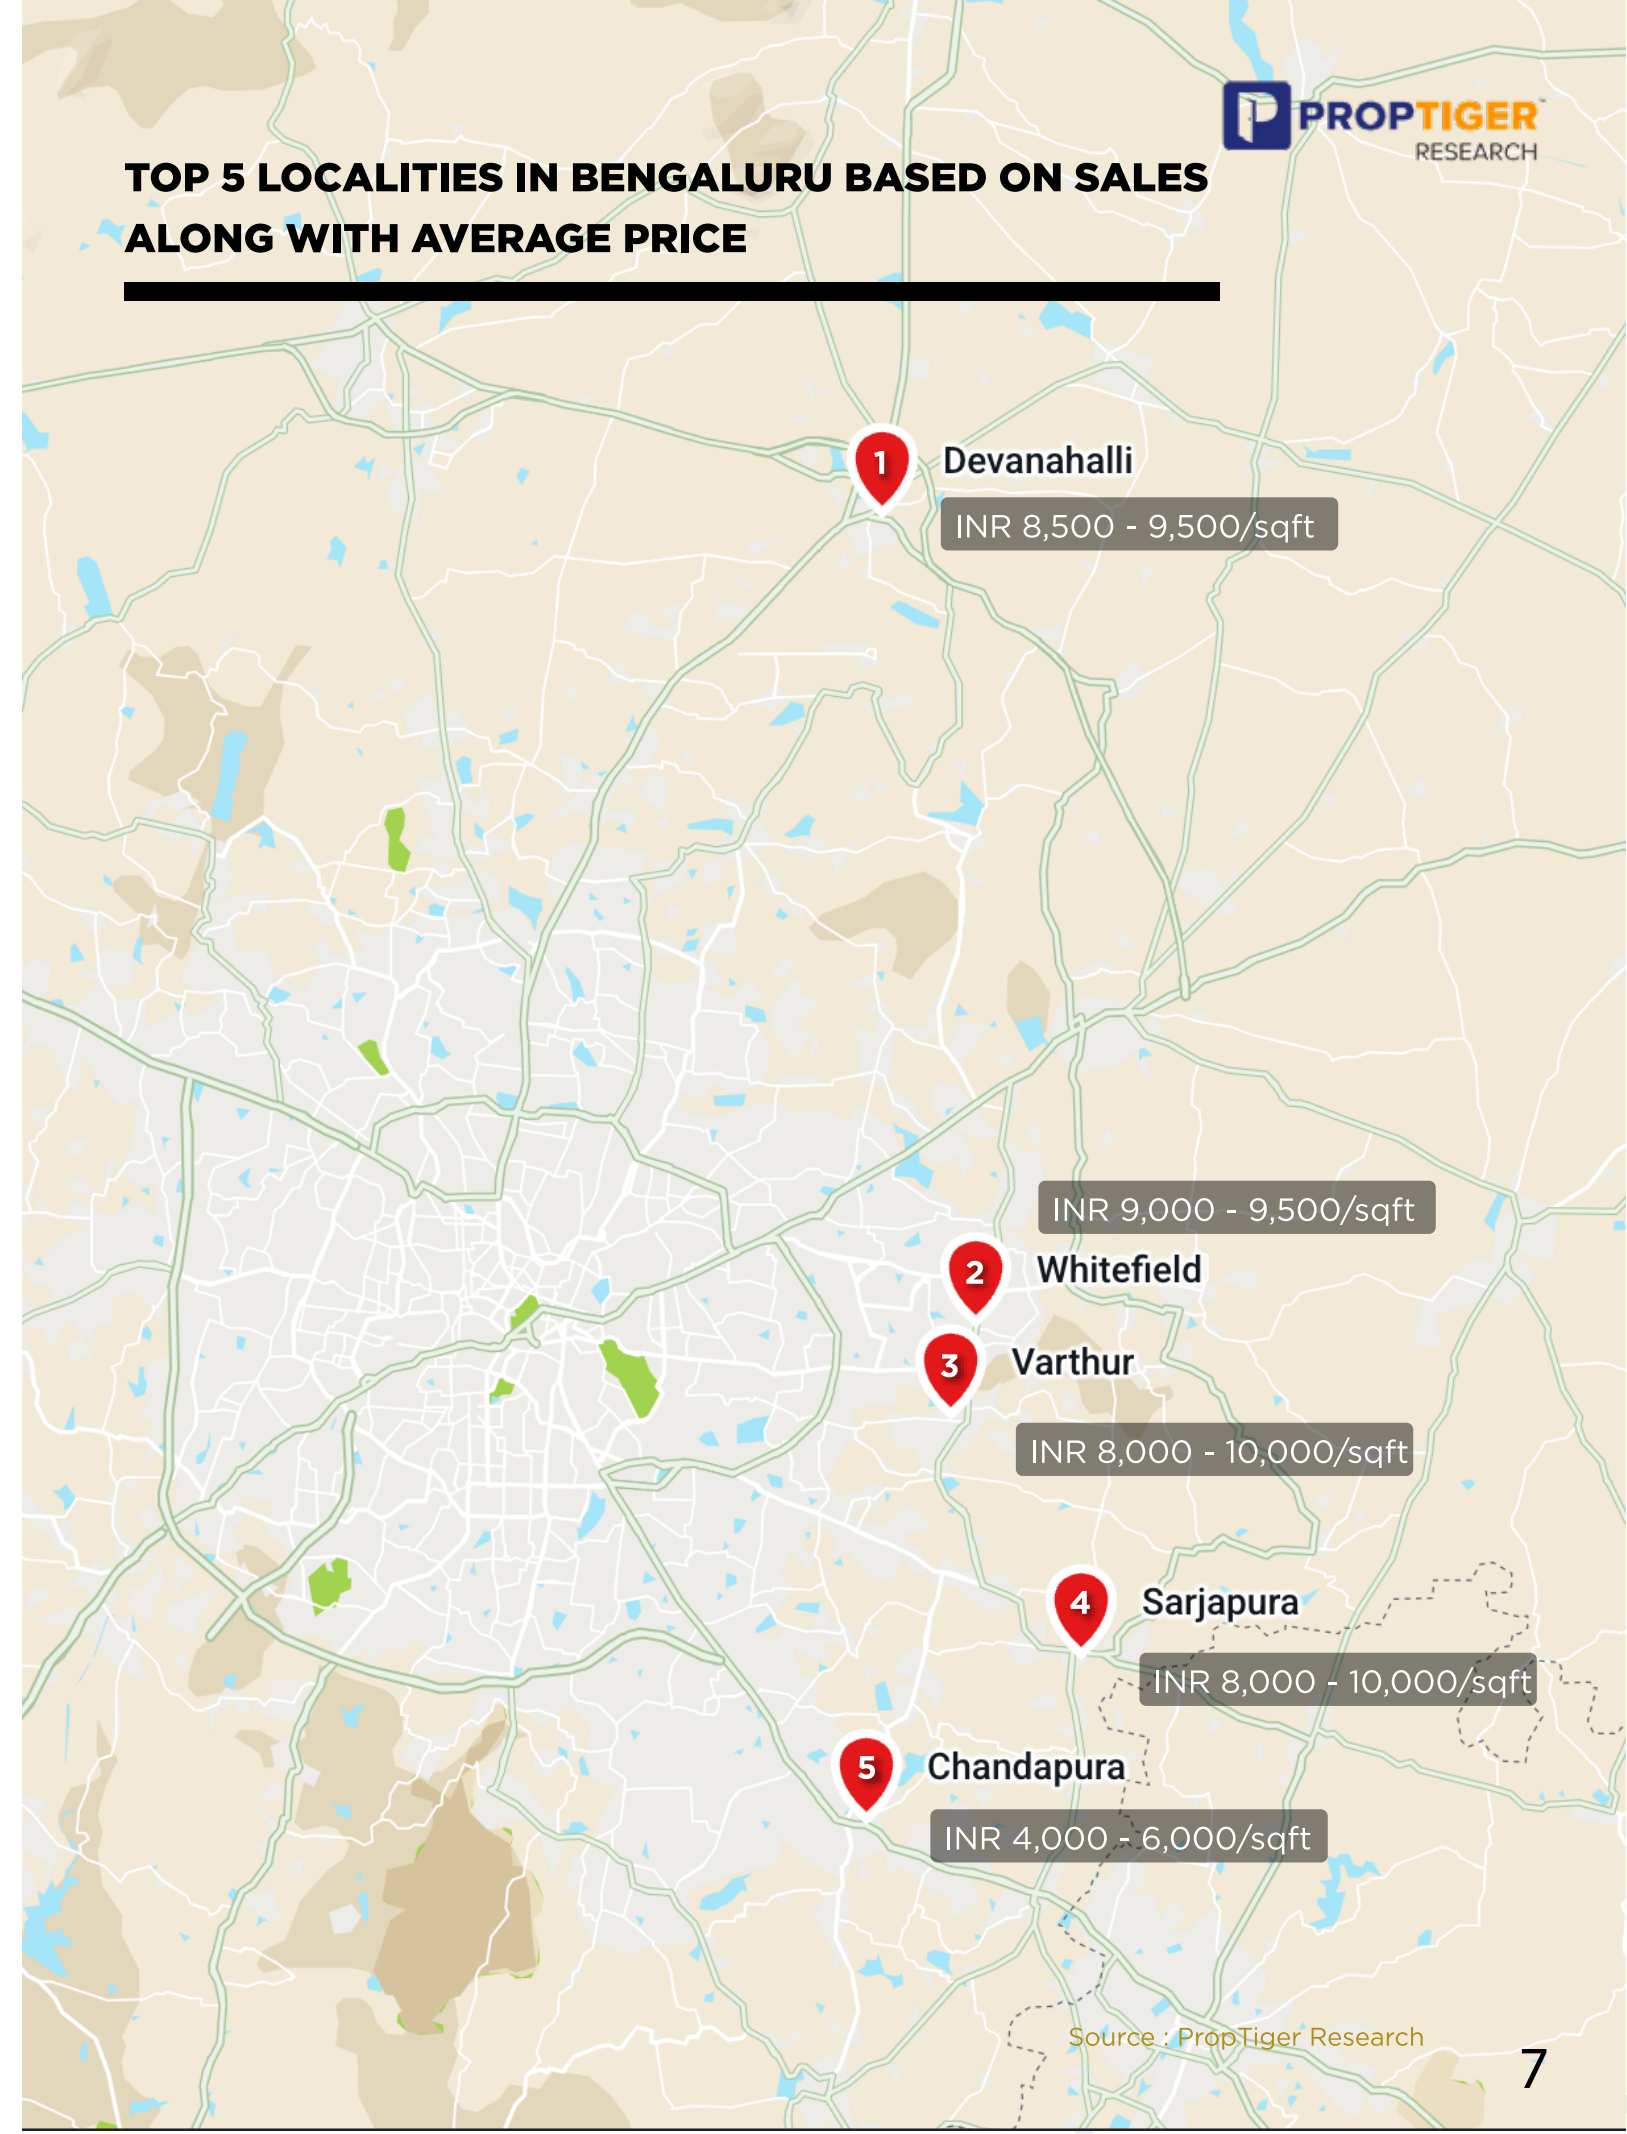 PROPTIGER
RESEARCH
TOP 5 LOCALITIES IN BENGALURU BASED ON SALES
ALONG WITH AVERAGE PRICE
1 Devanahalli
INR 8,500 - 9,500/sqft
INR 9,000 - 9,500/sqft
2 Whitefield
3 Varthur
INR 8,000 - 10,000/sqft
4 Sarjapura
INR 8,000 - 10,000/sqft
5 Chandapura
INR 4,000 - 6,000/sqft
Source : PropTiger Research
7